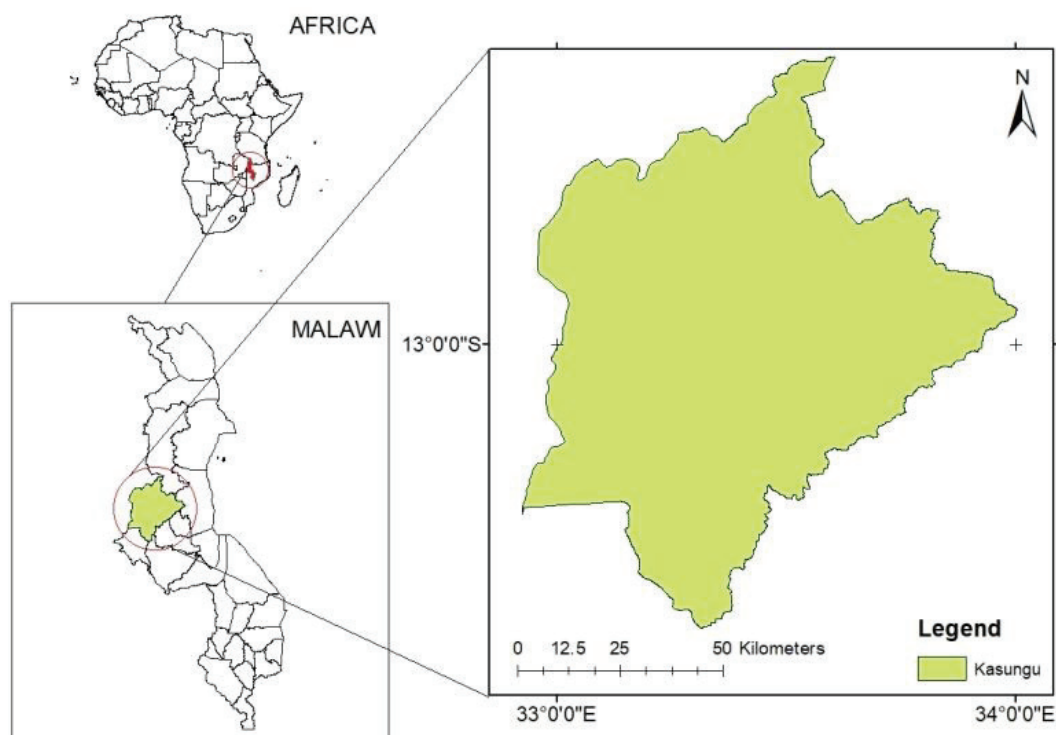 AFRICA
MALAWI
N
13°0'0"S
0 12.5 25 50 Kilometers
Legend
Kasungu
33°0'0"E
34°0'0"E